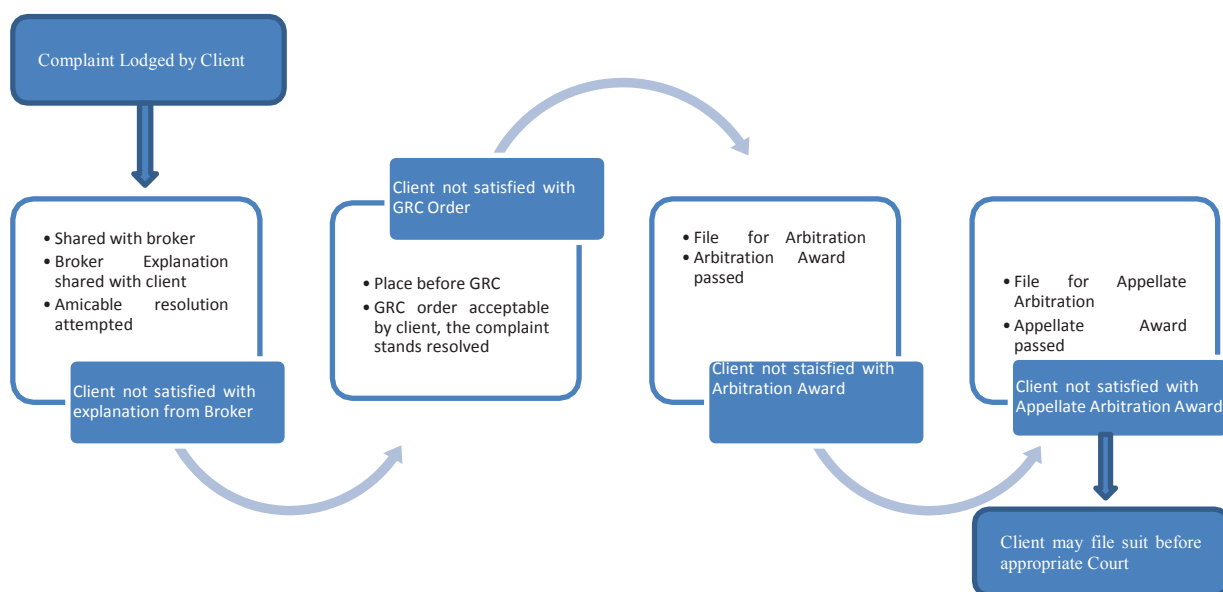 Complaint Lodged by Client
• Shared with broker
• Broker Explanation
shared with client
• Amicable resolution
attempted
Client not satisfied with
explanation from Broker
Client not satisfied with
GRC Order
• Place before GRC
• GRC order acceptable
by client, the complaint
stands resolved
• File for Arbitration
• Arbitration Award
passed
Client not staisfied with
Arbitration Award
• File for Appellate
Arbitration
• Appellate Award
passed
Client not satisfied with
Appellate Arbitration Award
Client may file suit before
appropriate Court